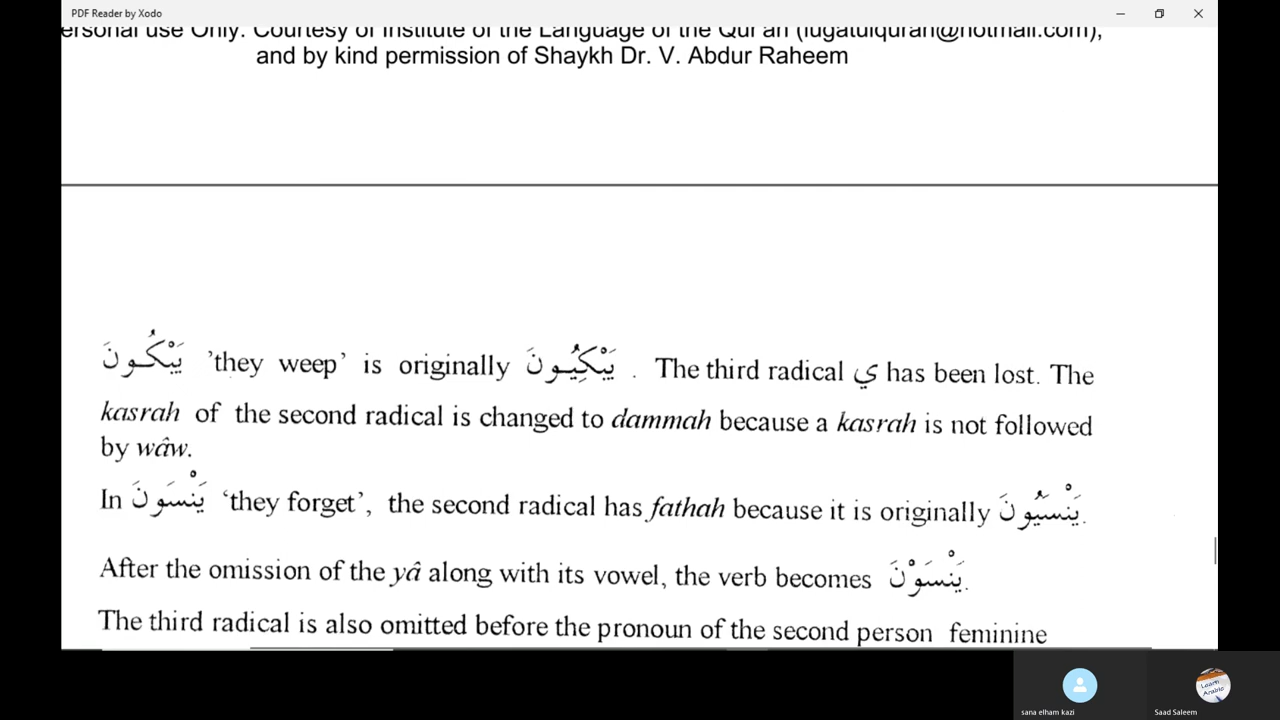 PDF Reader by Xodo
ersonal use Only. Courtesy of Institute of the Language of the Qur'an (lugatulquran@hotmail.com),
and by kind permission of Shaykh Dr. V. Abdur Raheem
يَبْكُونَ 'they weep' is originally يَبْكِيُونَ . The third radical ي has been lost. The
kasrah of the second radical is changed to dammah because a kasrah is not followed
by wâw.
In يَنْسَونَ 'they forget', the second radical has fathah because it is originally يَنْسَيُونَ.
After the omission of the yâ along with its vowel, the verb becomes يَنْسَوْنَ.
The third radical is also omitted before the pronoun of the second person feminine
Learn Arabic
sana elham kazi
Saad Saleem